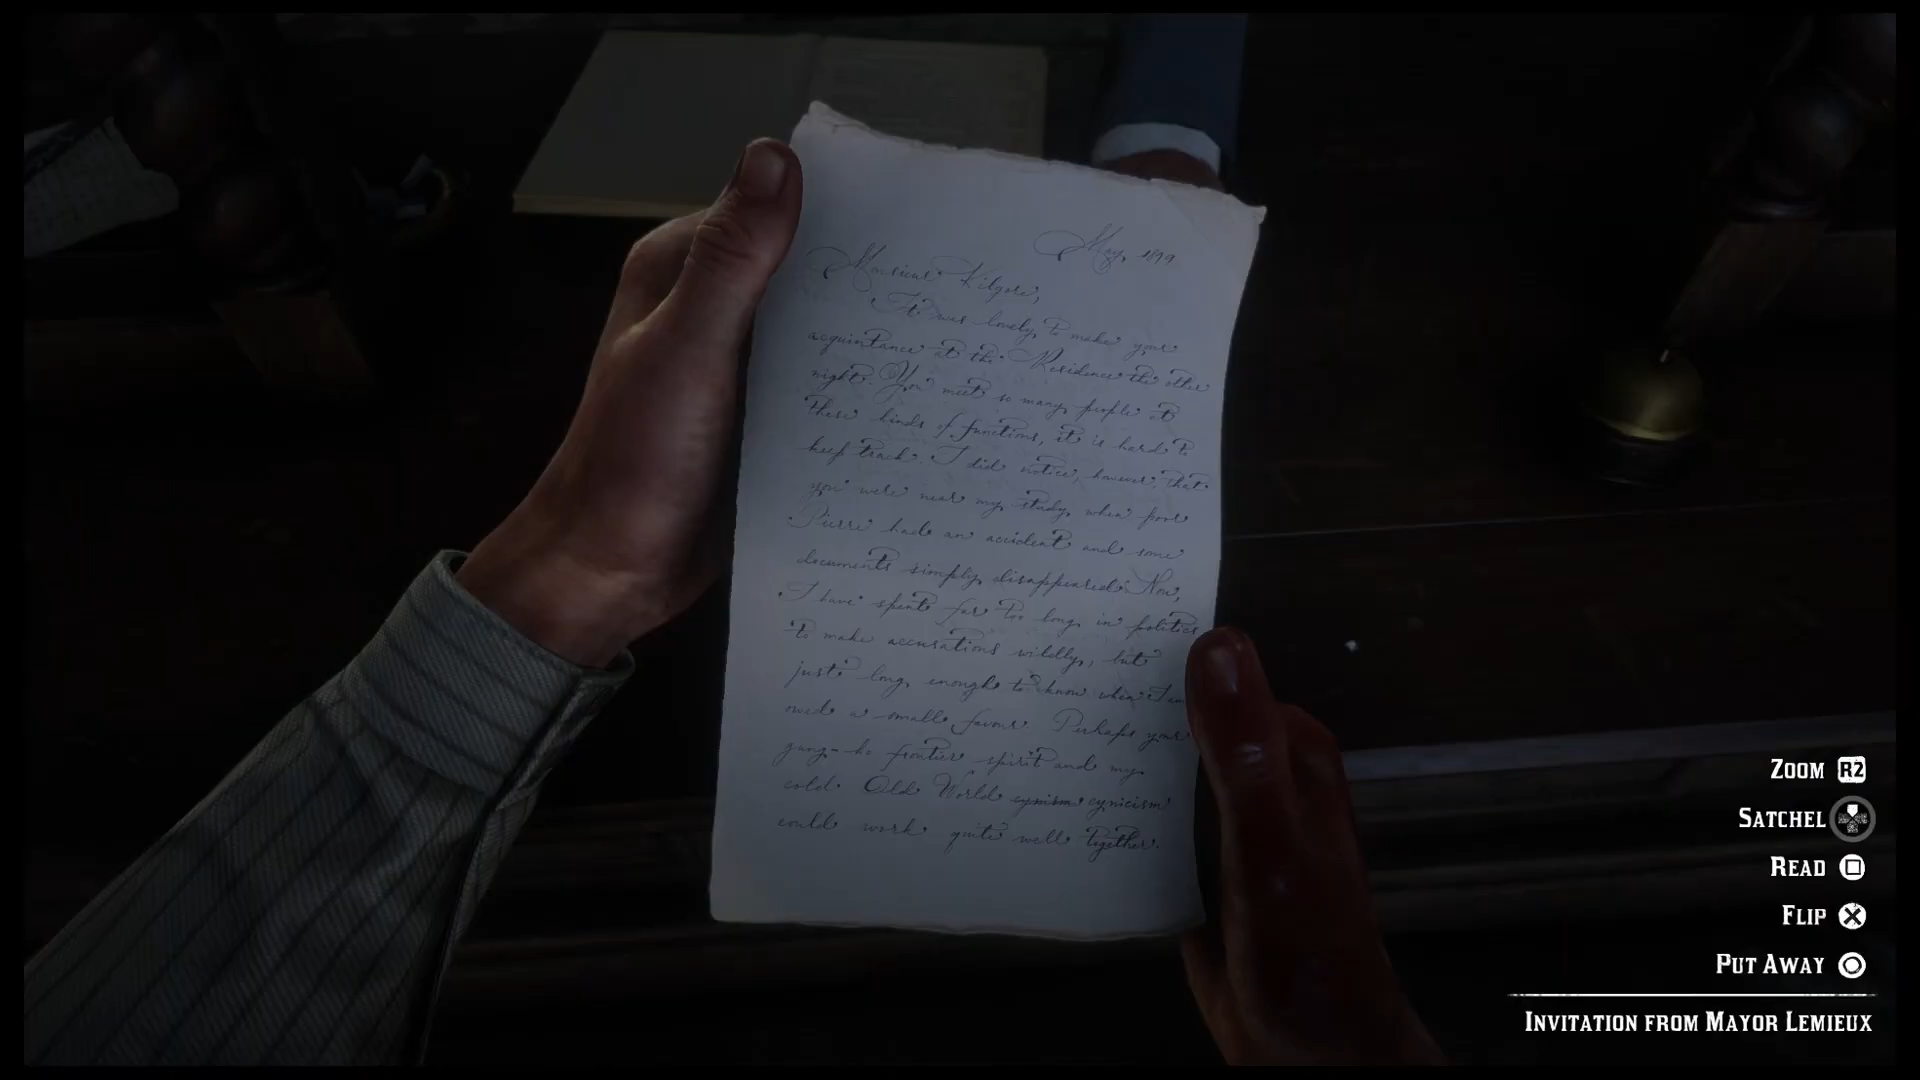 May, 1899
Monsieur Kilgore,
It was lovely to make your
acquintance at the Residence the other
night. You meet so many people at
these kinds of functions, it is hard to
keep track. I did notice, however, that
you were near my study when poor
Pierre had an accident and some
documents simply disappeared. Now,
I have spent far too long in politics
to make accusations wildly, but
just long enough to know when I am
owed a small favour. Perhaps your
gung-ho frontier spirit and my
cold Old World cynism cynicism
could work quite well together.
ZOOM R2
SATCHEL
READ
FLIP
PUT AWAY
INVITATION FROM MAYOR LEMIEUX